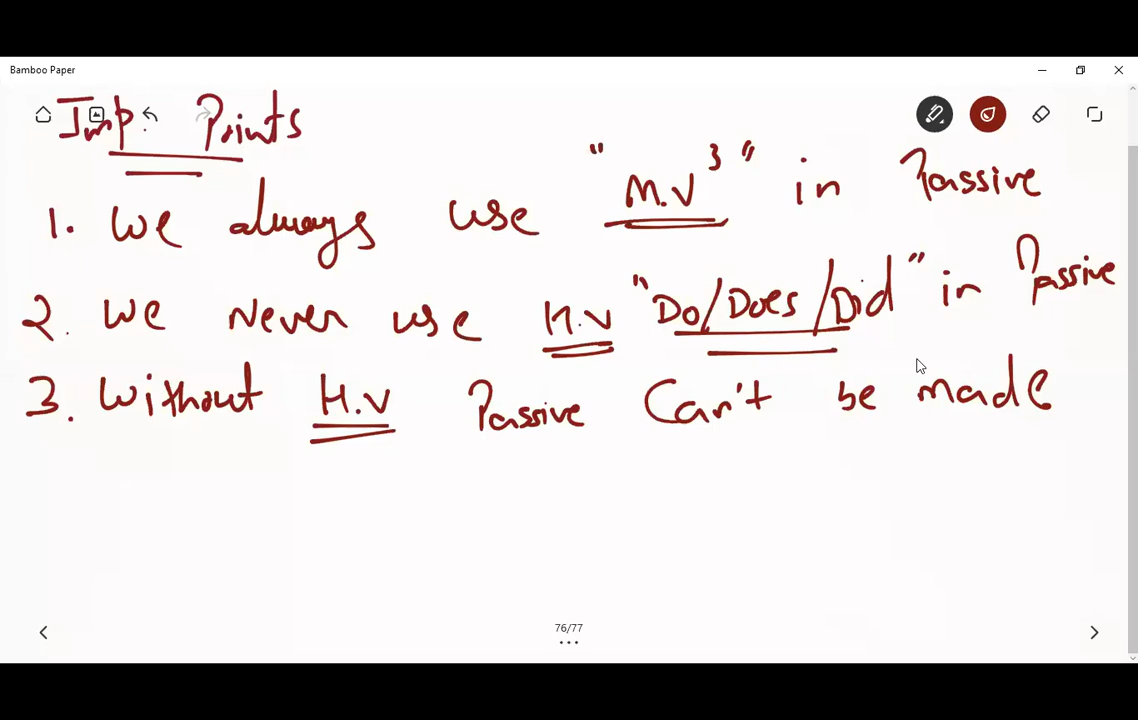 Bamboo Paper
Imp. Points
1. We always use "M.V³" in Passive
2. We Never use H.V "Do/Does/Did" in Passive
3. Without H.V Passive Can't be made
76/77